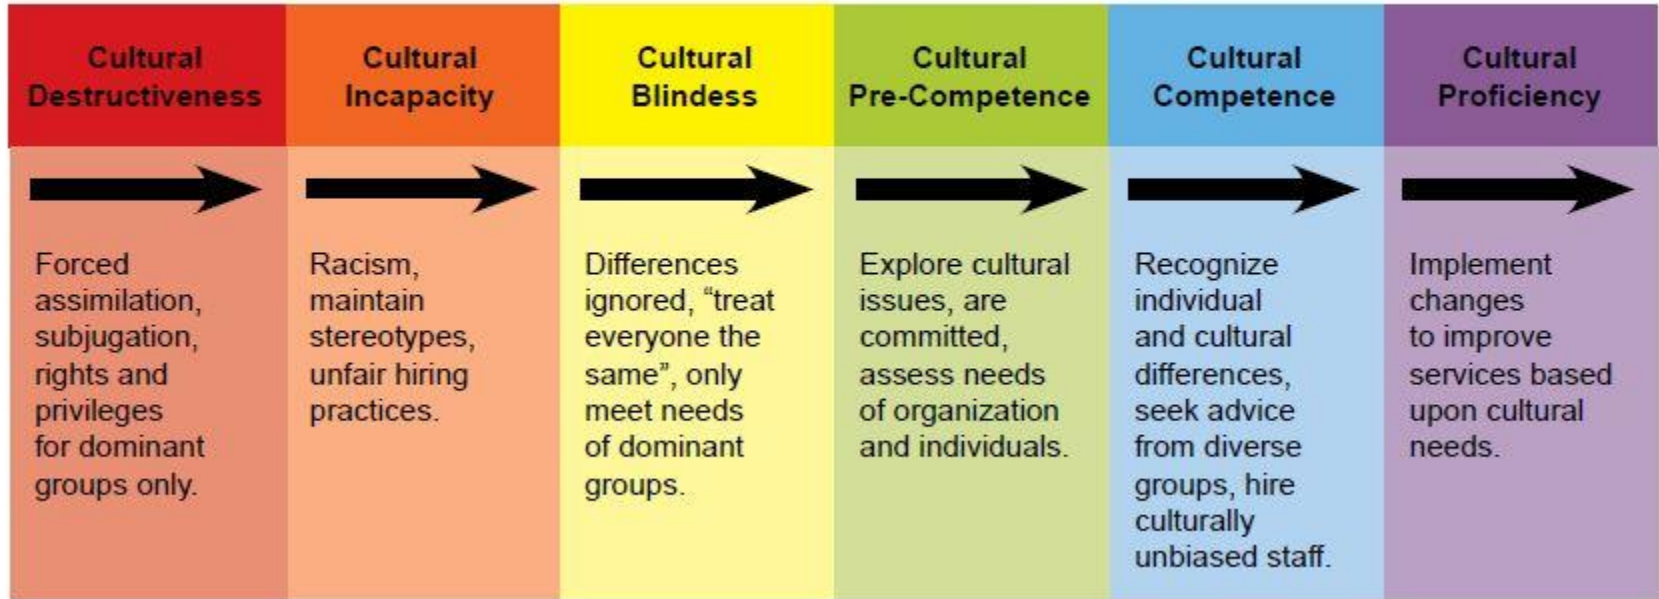 Cultural
Destructiveness
Cultural
Incapacity
Cultural
Blindess
Cultural
Pre-Competence
Cultural
Competence
Cultural
Proficiency
Forced
assimilation,
subjugation,
rights and
privileges
for dominant
groups only.
Racism,
maintain
stereotypes,
unfair hiring
practices.
Differences
ignored, “treat
everyone the
same”, only
meet needs
of dominant
groups.
Explore cultural
issues, are
committed,
assess needs
of organization
and individuals.
Recognize
individual
and cultural
differences,
seek advice
from diverse
groups, hire
culturally
unbiased staff.
Implement
changes
to improve
services based
upon cultural
needs.